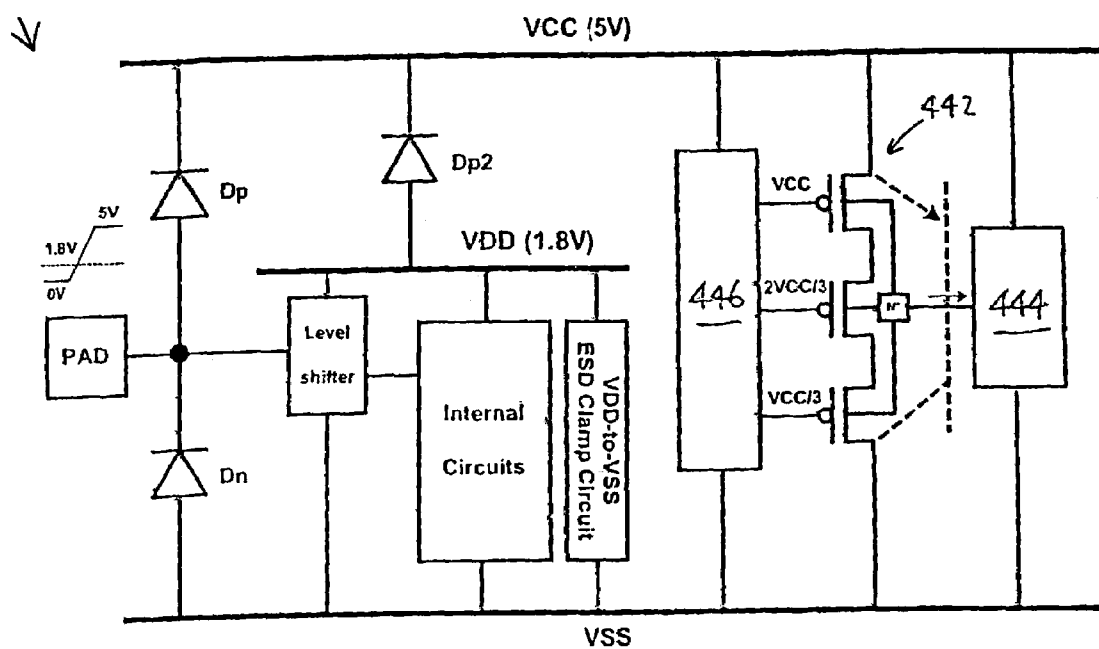 VCC (5V)
442
Dp
Dp2
5V
1.8V
0V
VDD (1.8V)
VCC
2VCC/3
VCC/3
446
444
PAD
Level
shifter
Internal
Circuits
VDD-to-VSS
ESD Clamp Circuit
Dn
VSS